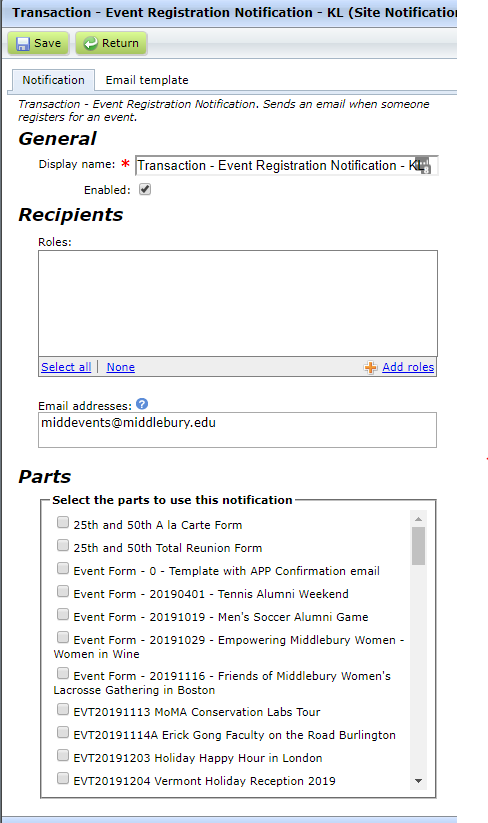 Transaction - Event Registration Notification - KL (Site Notification
Save Return
Notification Email template
Transaction - Event Registration Notification. Sends an email when someone
registers for an event.
General
Display name: * Transaction - Event Registration Notification - KL
Enabled:
Recipients
Roles:
Select all | None Add roles
Email addresses: ?
middevents@middlebury.edu
Parts
Select the parts to use this notification
25th and 50th A la Carte Form
25th and 50th Total Reunion Form
Event Form - 0 - Template with APP Confirmation email
Event Form - 20190401 - Tennis Alumni Weekend
Event Form - 20191019 - Men's Soccer Alumni Game
Event Form - 20191029 - Empowering Middlebury Women -
Women in Wine
Event Form - 20191116 - Friends of Middlebury Women's
Lacrosse Gathering in Boston
EVT20191113 MoMA Conservation Labs Tour
EVT20191114A Erick Gong Faculty on the Road Burlington
EVT20191203 Holiday Happy Hour in London
EVT20191204 Vermont Holiday Reception 2019